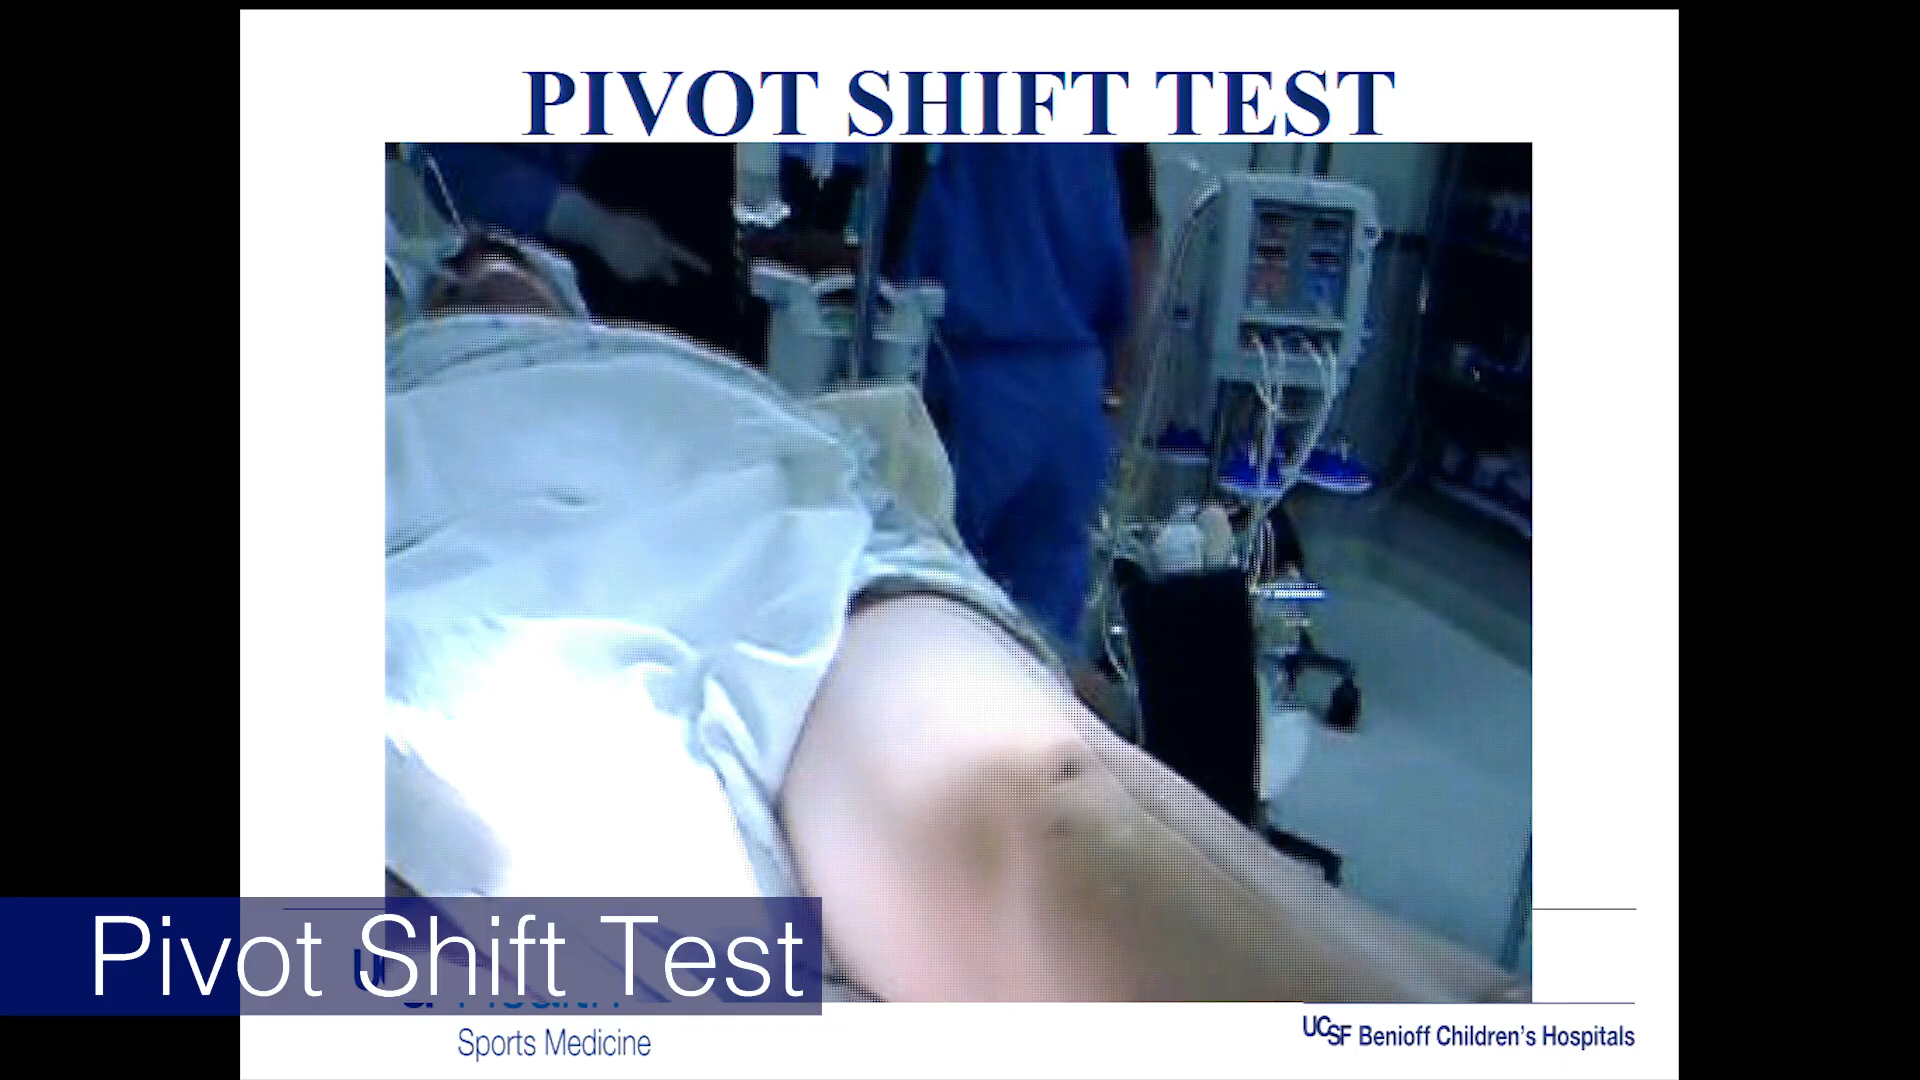 PIVOT SHIFT TEST
Pivot Shift Test
Sports Medicine
UCSF Benioff Children's Hospitals